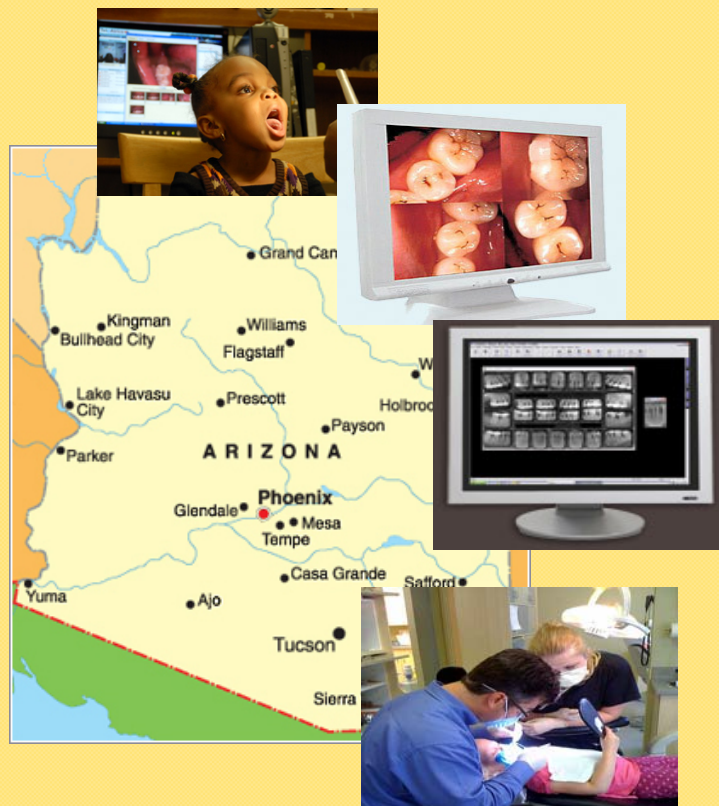 Grand Can
Kingman
Bullhead City
Williams
Flagstaff
W
Lake Havasu
City
Prescott
Holbroo
Payson
Parker
ARIZONA
Phoenix
Glendale
Mesa
Tempe
Casa Grande
Safford
Yuma
Ajo
Tucson
Sierra